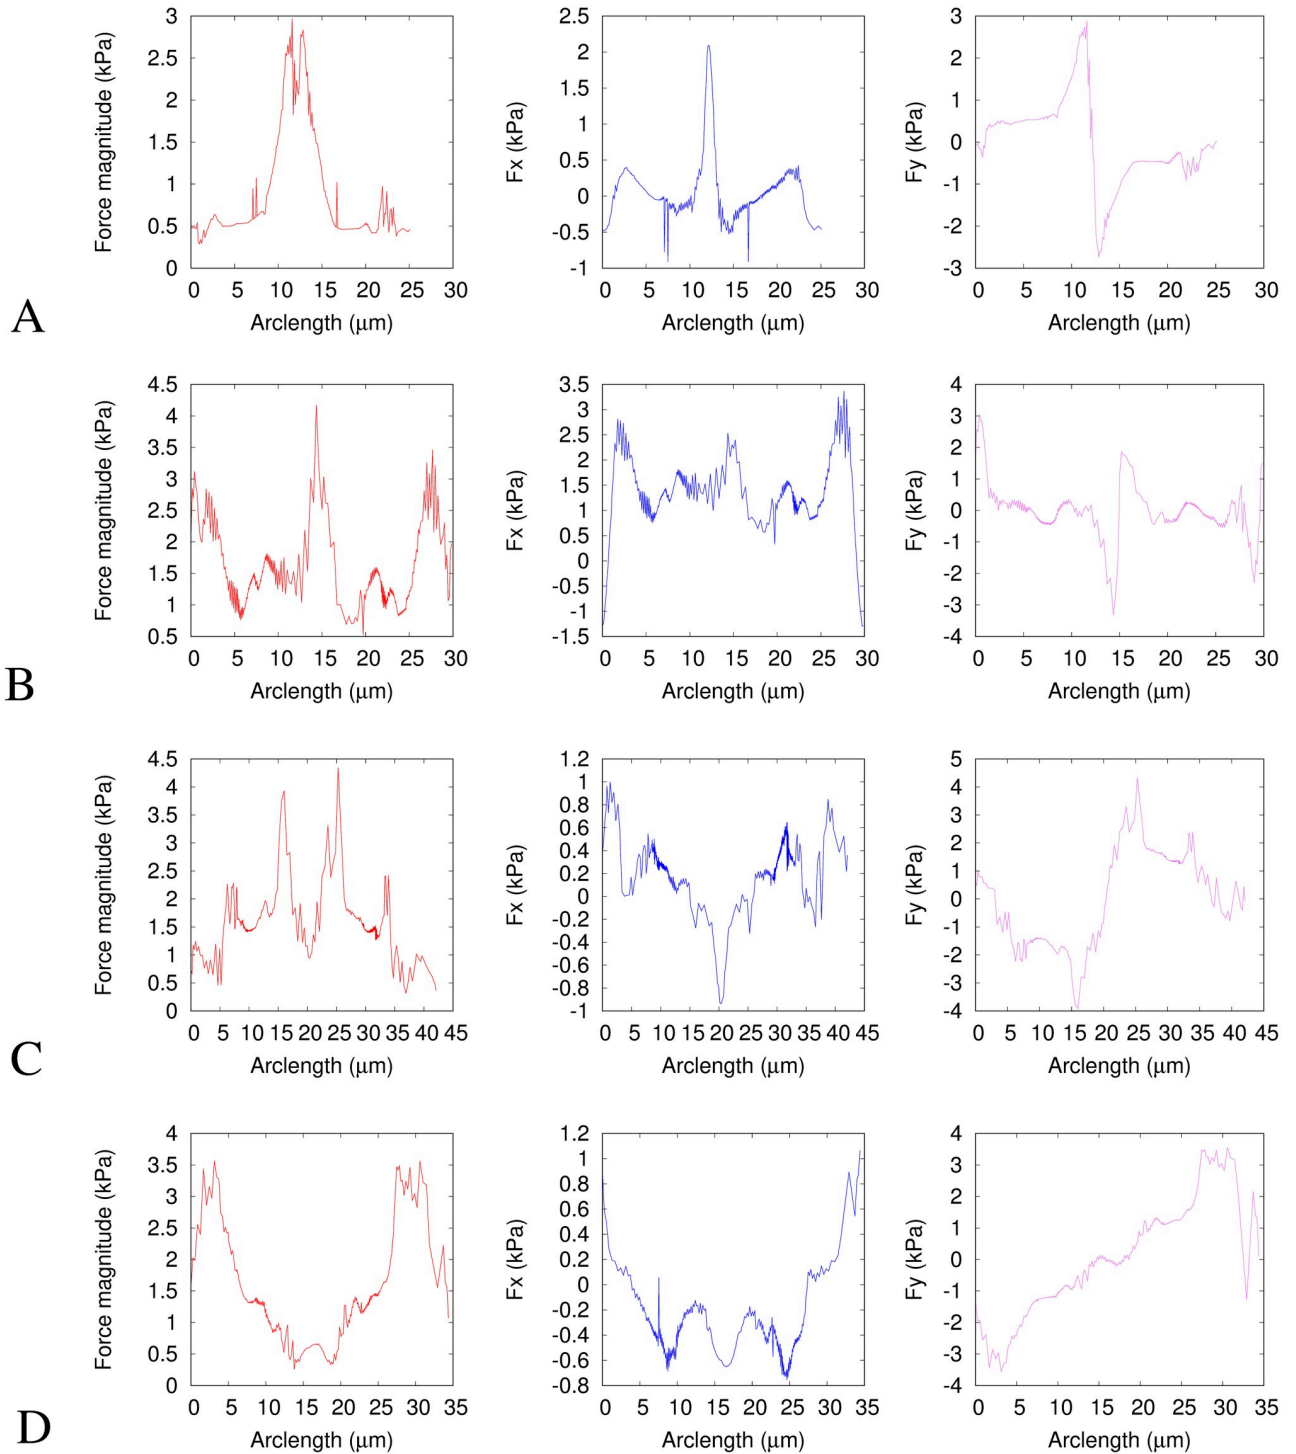 Force magnitude (kPa)
3
2.5
2
1.5
1
0.5
0
0 5 10 15 20 25 30
Arclength (μm)
Fx (kPa)
2.5
2
1.5
1
0.5
0
-0.5
-1
0 5 10 15 20 25 30
Arclength (μm)
Fy (kPa)
3
2
1
0
-1
-2
-3
0 5 10 15 20 25 30
Arclength (μm)
A
Force magnitude (kPa)
4.5
4
3.5
3
2.5
2
1.5
1
0.5
0 5 10 15 20 25 30
Arclength (μm)
Fx (kPa)
3.5
3
2.5
2
1.5
1
0.5
0
-0.5
-1
-1.5
0 5 10 15 20 25 30
Arclength (μm)
Fy (kPa)
4
3
2
1
0
-1
-2
-3
-4
0 5 10 15 20 25 30
Arclength (μm)
B
Force magnitude (kPa)
4.5
4
3.5
3
2.5
2
1.5
1
0.5
0
0 5 10 15 20 25 30 35 40 45
Arclength (μm)
Fx (kPa)
1.2
1
0.8
0.6
0.4
0.2
0
-0.2
-0.4
-0.6
-0.8
-1
0 5 10 15 20 25 30 35 40 45
Arclength (μm)
Fy (kPa)
5
4
3
2
1
0
-1
-2
-3
-4
0 5 10 15 20 25 30 35 40 45
Arclength (μm)
C
Force magnitude (kPa)
4
3.5
3
2.5
2
1.5
1
0.5
0
0 5 10 15 20 25 30 35
Arclength (μm)
Fx (kPa)
1.2
1
0.8
0.6
0.4
0.2
0
-0.2
-0.4
-0.6
-0.8
0 5 10 15 20 25 30 35
Arclength (μm)
Fy (kPa)
4
3
2
1
0
-1
-2
-3
-4
0 5 10 15 20 25 30 35
Arclength (μm)
D